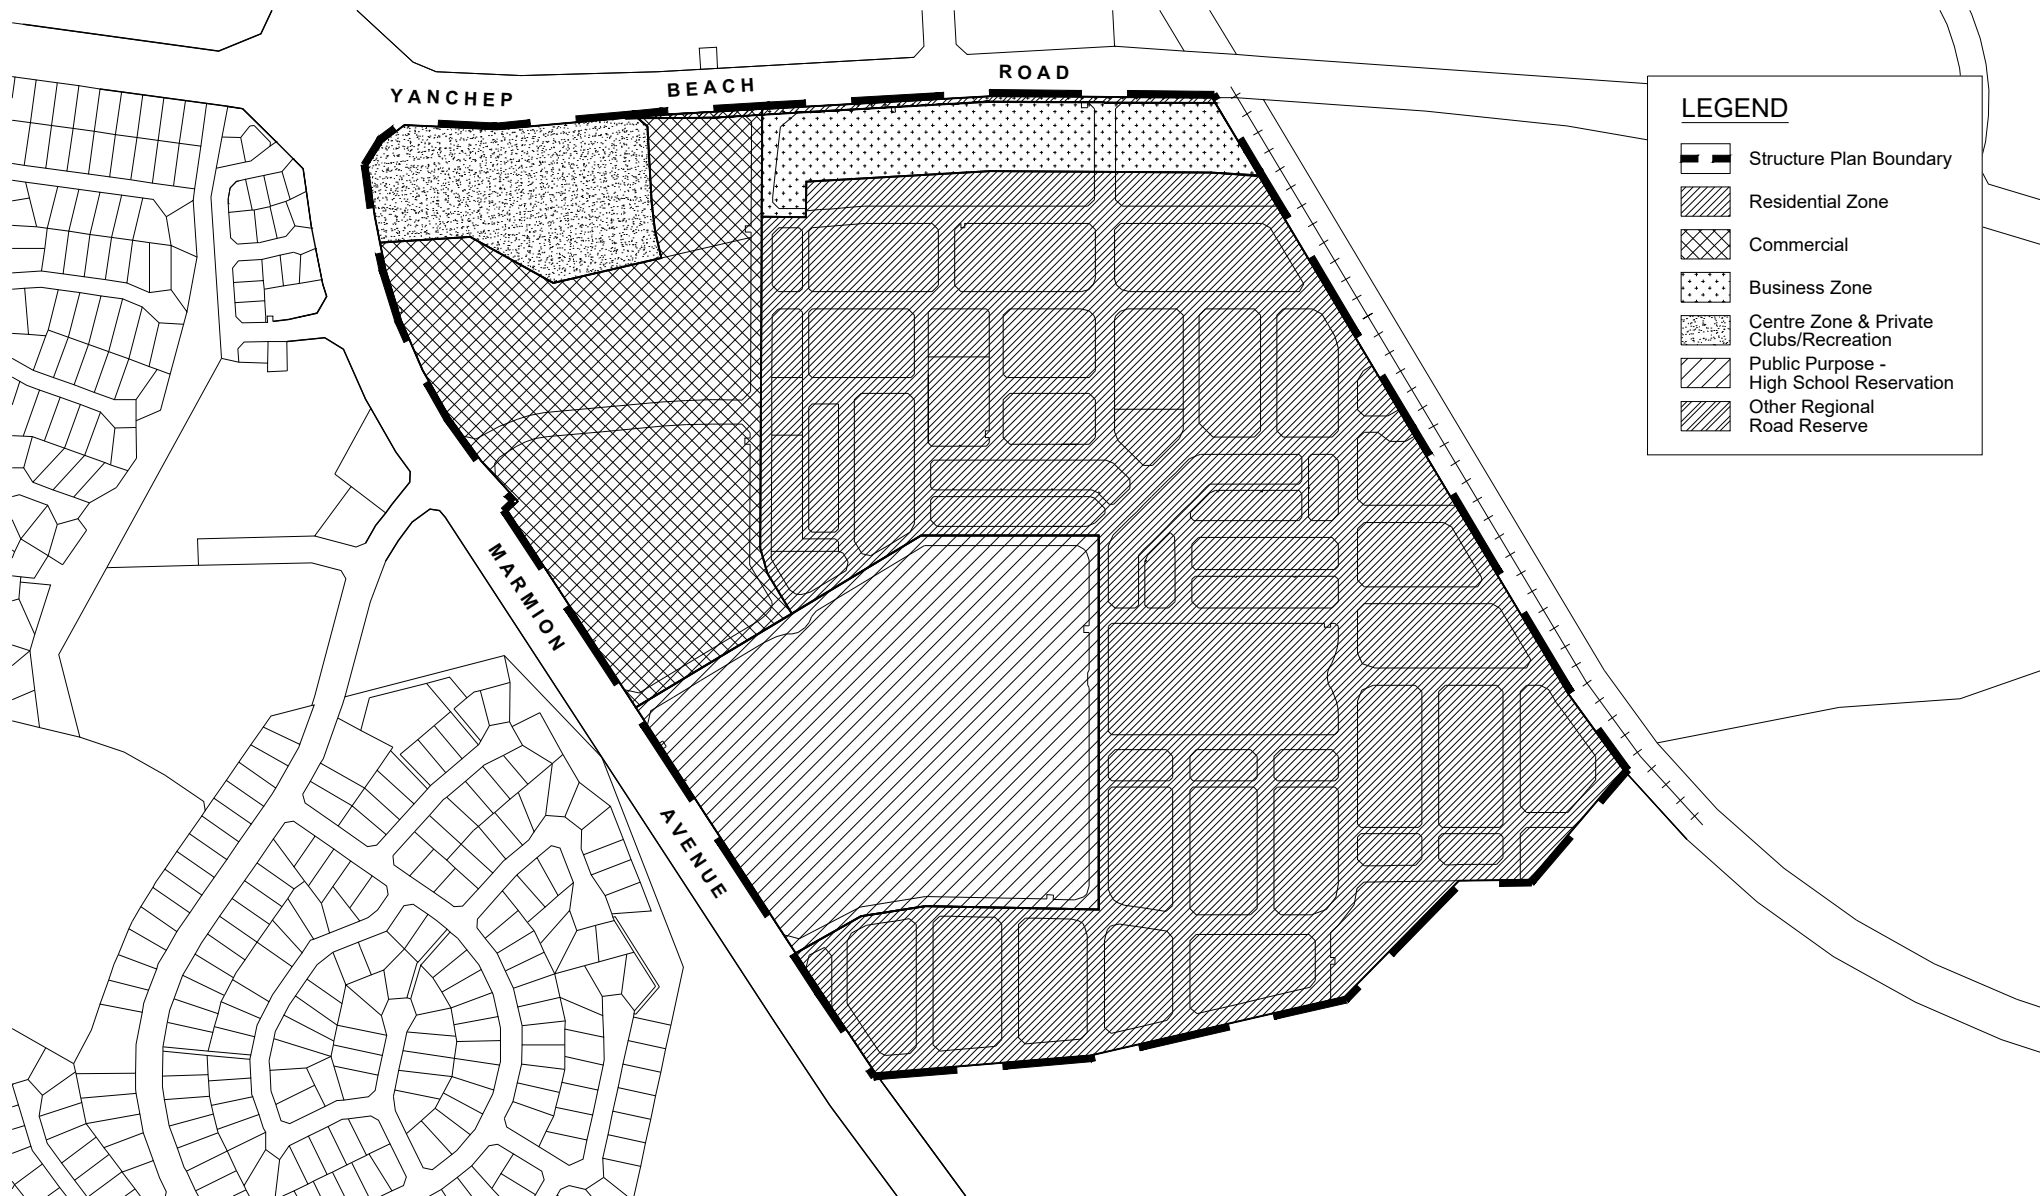 YANCHEP BEACH ROAD
MARMION AVENUE
LEGEND
Structure Plan Boundary
Residential Zone
Commercial
Business Zone
Centre Zone & Private
Clubs/Recreation
Public Purpose -
High School Reservation
Other Regional
Road Reserve